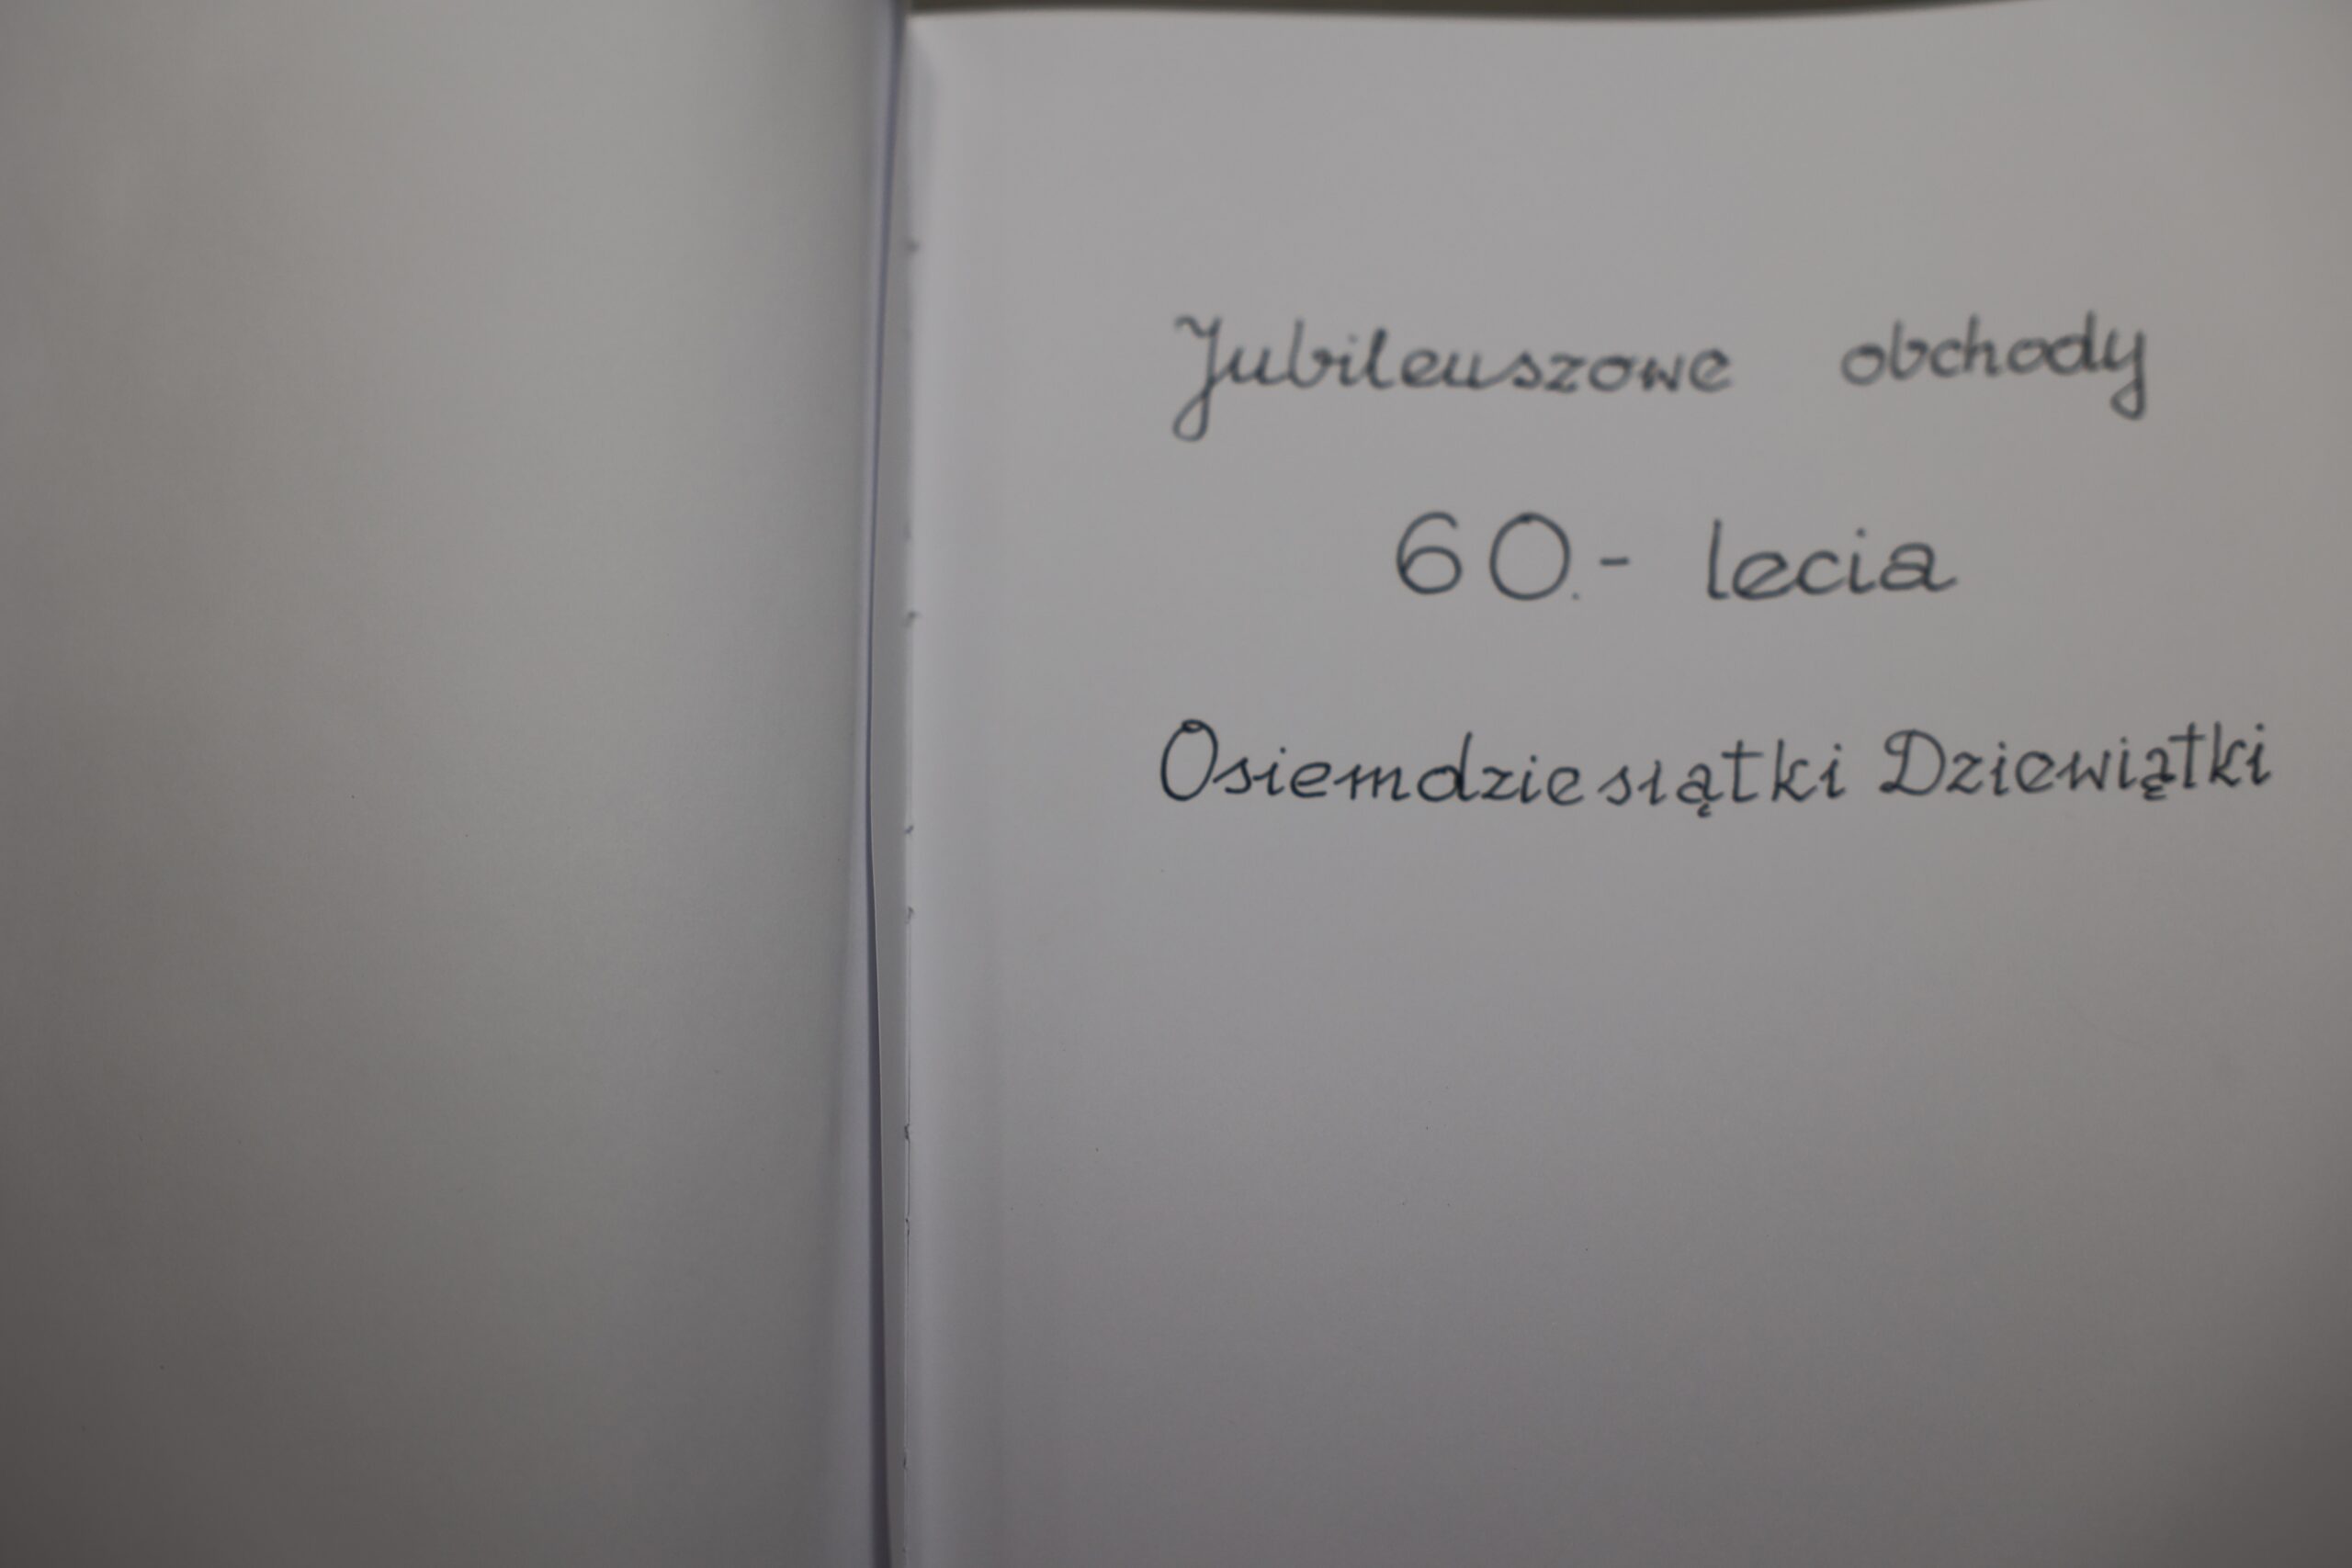 Jubileuszowe obchody
60.- lecia
Osiemdziesiątki Dziewiątki